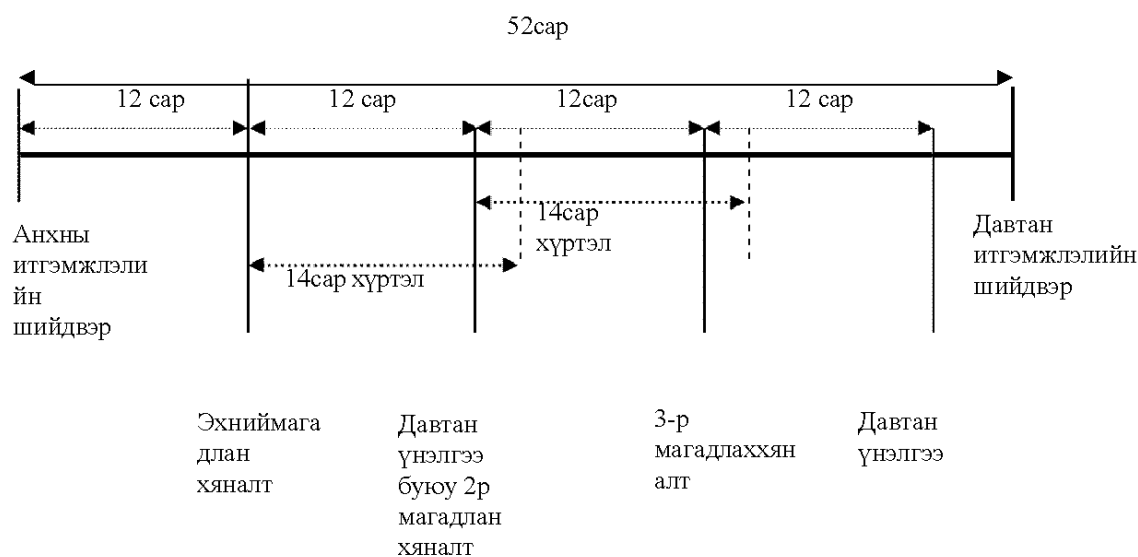 52сар
12 сар
12 сар
12сар
12 сар
14сар
хүртэл
14сар хүртэл
Анхны
итгэмжлэли
йн
шийдвэр
Давтан
итгэмжлэлийн
шийдвэр
Эхниймага
длан
хяналт
Давтан
үнэлгээ
буюу 2р
магадлан
хяналт
3-р
магадлаххян
алт
Давтан
үнэлгээ